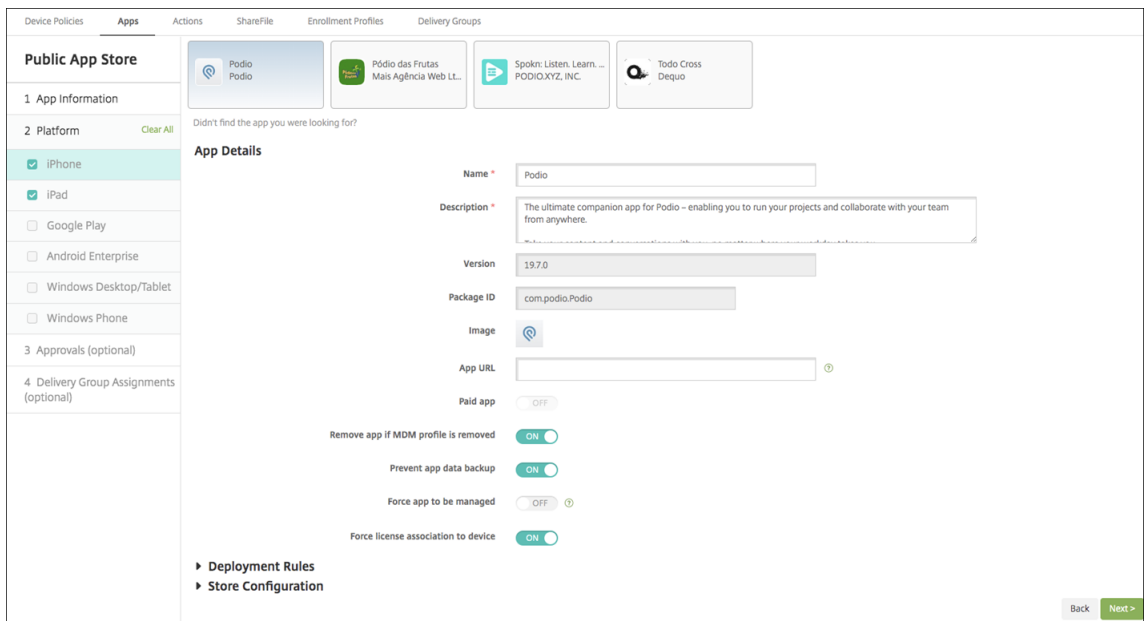 Device Policies Apps Actions ShareFile Enrollment Profiles Delivery Groups
Public App Store
1 App Information
2 Platform Clear All
iPhone
iPad
Google Play
Android Enterprise
Windows Desktop/Tablet
Windows Phone
3 Approvals (optional)
4 Delivery Group Assignments
(optional)
Podio
Podio
Pódio das Frutas
Mais Agência Web Lt...
Spokn: Listen. Learn. ...
PODIO.XYZ, INC.
Todo Cross
Dequo
Didn't find the app you were looking for?
App Details
Name * Podio
Description * The ultimate companion app for Podio – enabling you to run your projects and collaborate with your team
from anywhere.
Version 19.7.0
Package ID com.podio.Podio
Image
App URL ?
Paid app OFF
Remove app if MDM profile is removed ON
Prevent app data backup ON
Force app to be managed OFF ?
Force license association to device ON
Deployment Rules
Store Configuration
Back Next >